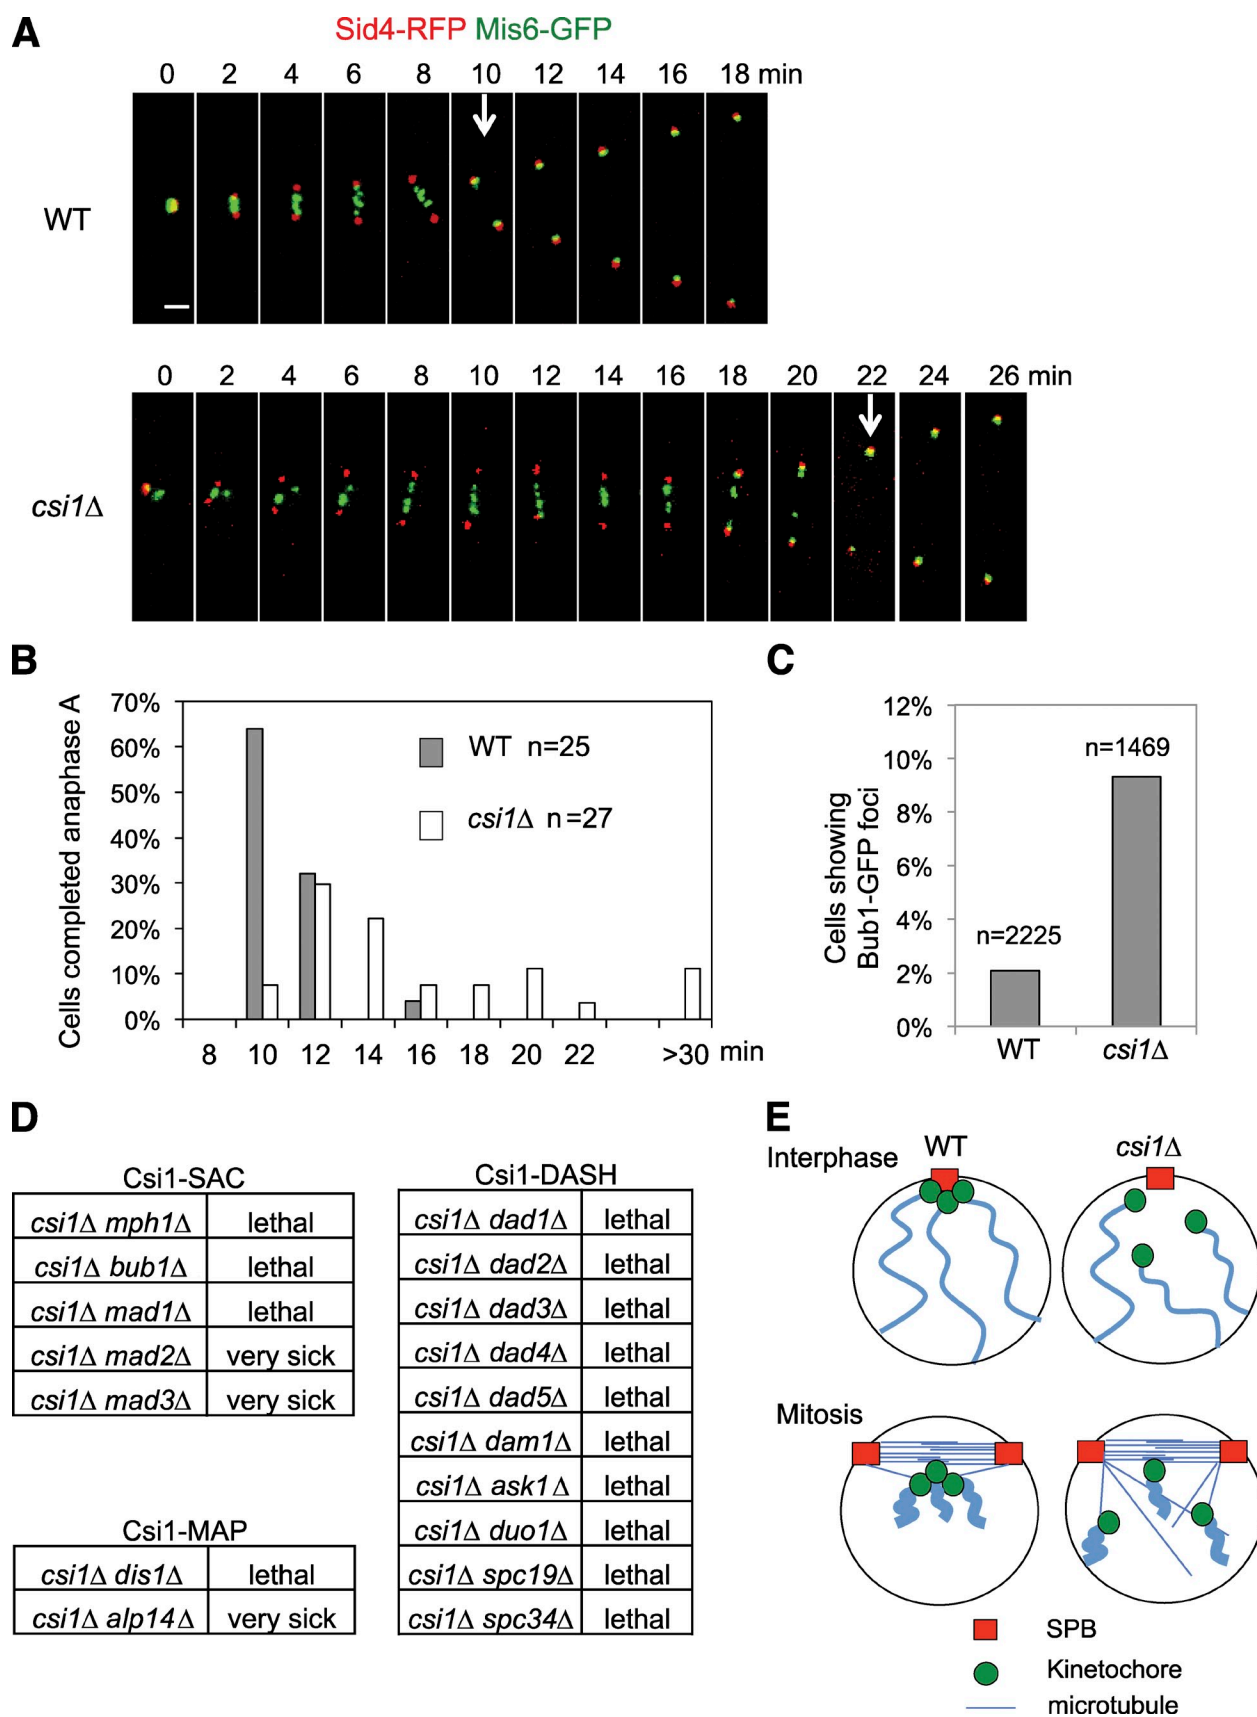 A
Sid4-RFP Mis6-GFP
0 2 4 6 8 10 12 14 16 18 min
WT
0 2 4 6 8 10 12 14 16 18 20 22 24 26 min
csi1Δ
B
Cells completed anaphase A
70%
60%
50%
40%
30%
20%
10%
0%
WT n=25
csi1Δ n=27
8 10 12 14 16 18 20 22 >30 min
C
Cells showing
Bub1-GFP foci
12%
10%
8%
6%
4%
2%
0%
n=2225
n=1469
WT csi1Δ
D
Csi1-SAC
csi1Δ mph1Δ lethal
csi1Δ bub1Δ lethal
csi1Δ mad1Δ lethal
csi1Δ mad2Δ very sick
csi1Δ mad3Δ very sick
Csi1-MAP
csi1Δ dis1Δ lethal
csi1Δ alp14Δ very sick
Csi1-DASH
csi1Δ dad1Δ lethal
csi1Δ dad2Δ lethal
csi1Δ dad3Δ lethal
csi1Δ dad4Δ lethal
csi1Δ dad5Δ lethal
csi1Δ dam1Δ lethal
csi1Δ ask1Δ lethal
csi1Δ duo1Δ lethal
csi1Δ spc19Δ lethal
csi1Δ spc34Δ lethal
E
WT csi1Δ
Interphase
Mitosis
SPB
Kinetochore
microtubule